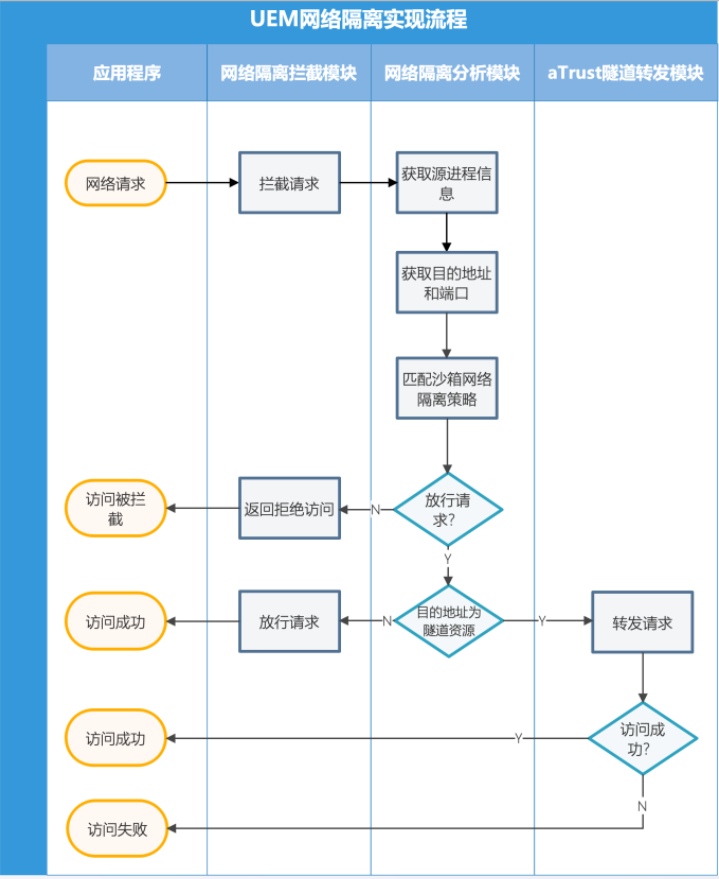 UEM网络隔离实现流程
应用程序
网络隔离拦截模块
网络隔离分析模块
aTrust隧道转发模块
网络请求
拦截请求
获取源进程信
息
获取目的地址
和端口
匹配沙箱网络
隔离策略
放行请
求?
N
返回拒绝访问
访问被拦
截
Y
目的地址为
隧道资源
N
放行请求
访问成功
Y
转发请求
访问成
功?
Y
访问成功
N
访问失败